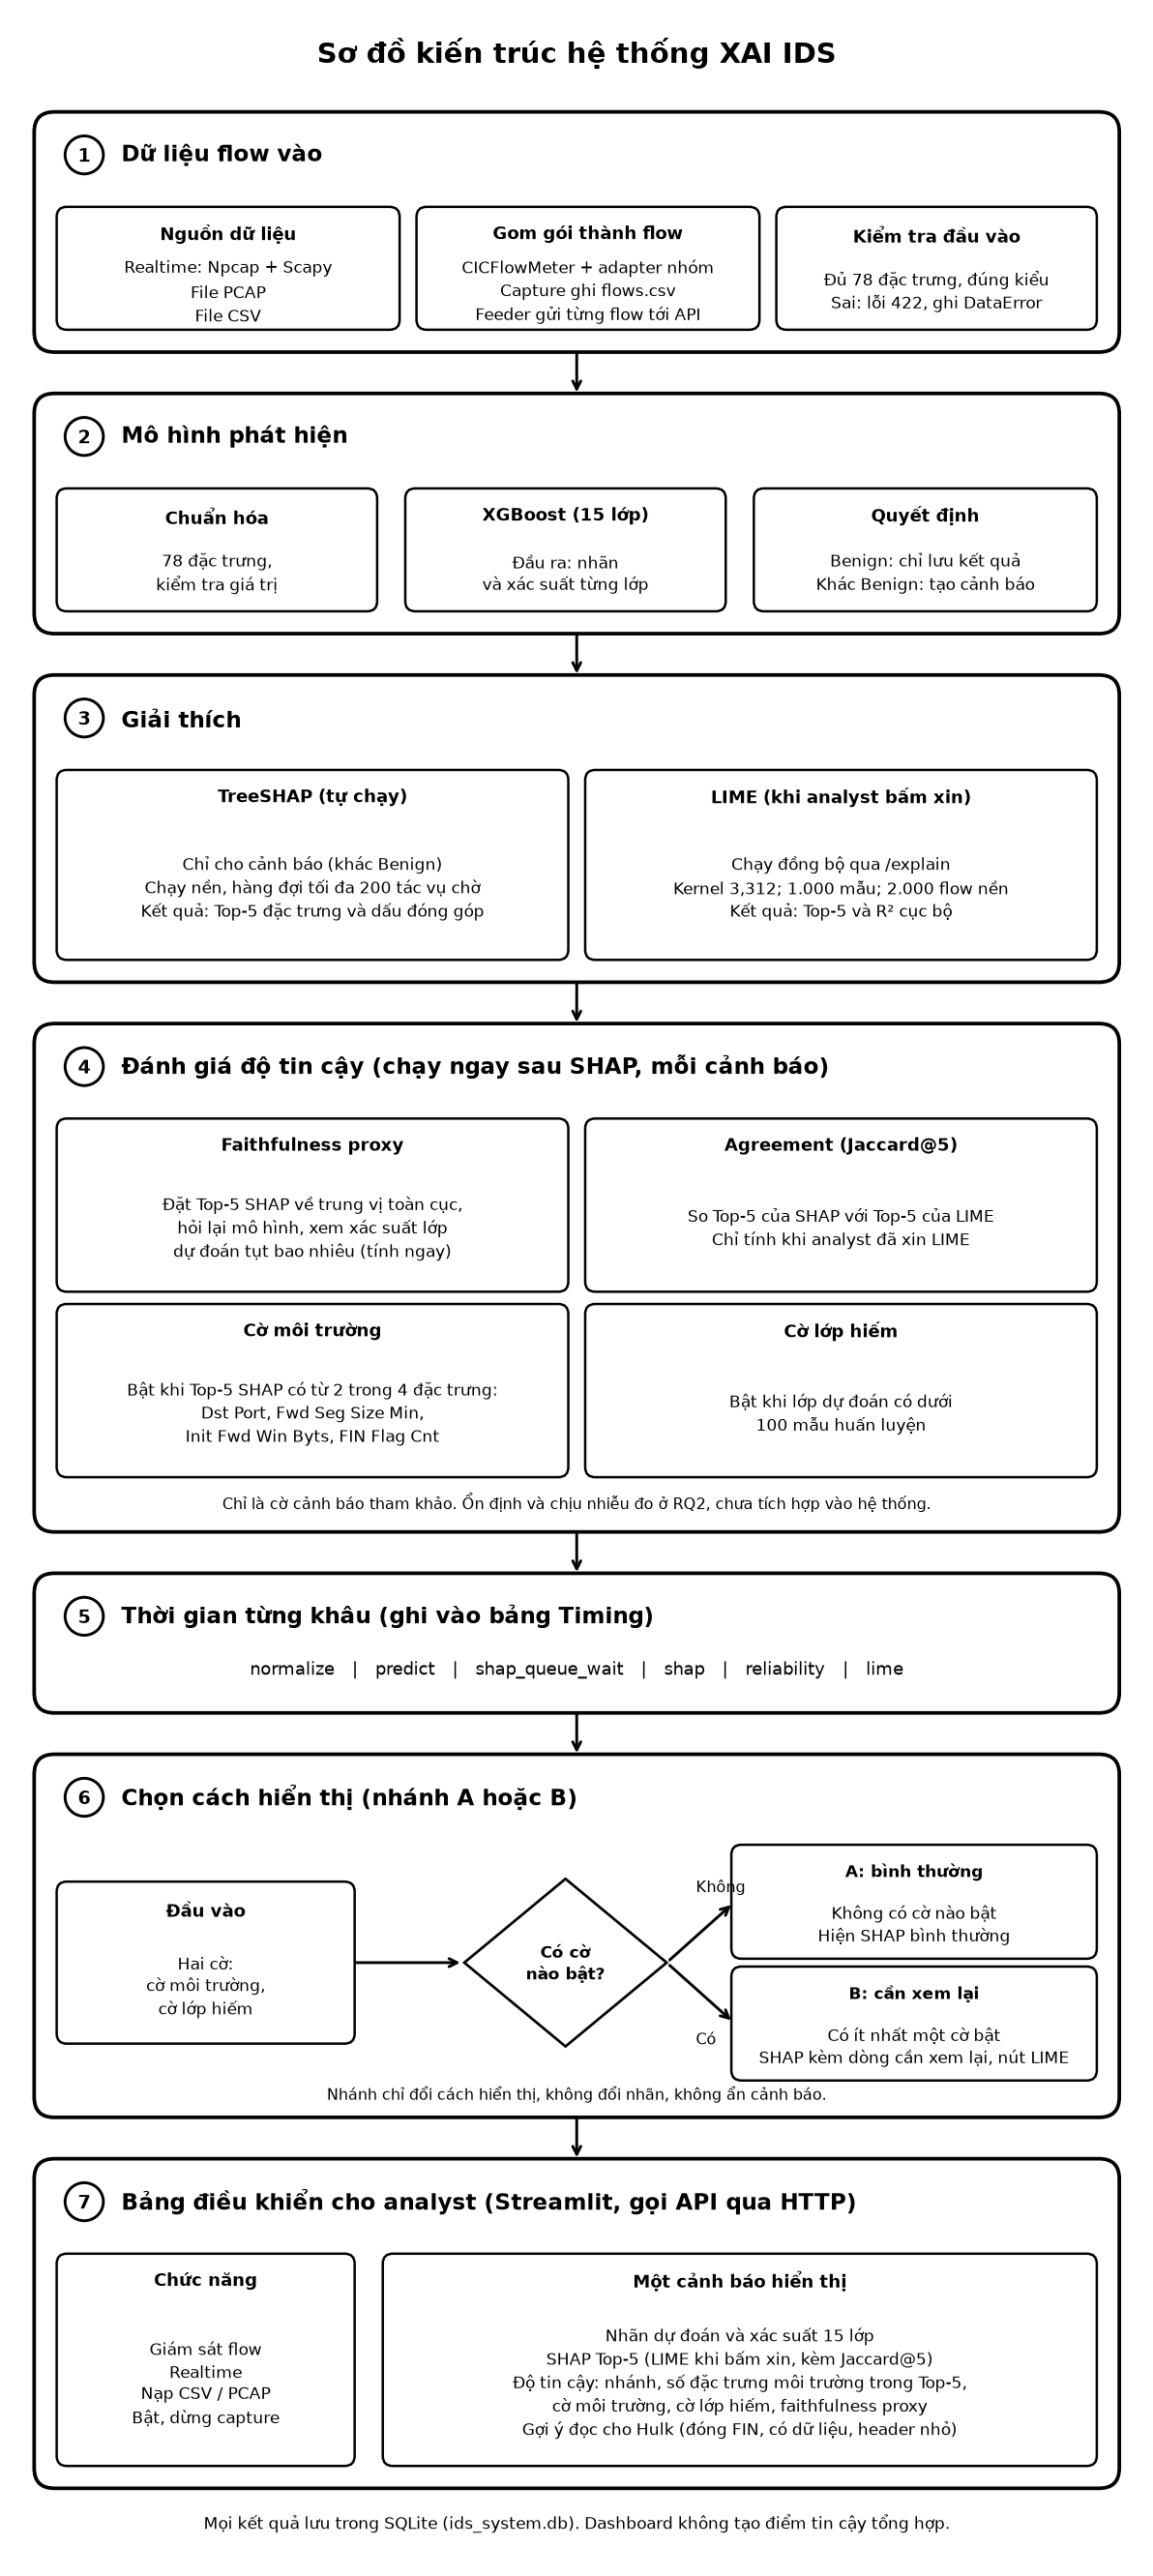 Sơ đồ kiến trúc hệ thống XAI IDS
1 Dữ liệu flow vào
Nguồn dữ liệu
Realtime: Npcap + Scapy
File PCAP
File CSV
Gom gói thành flow
CICFlowMeter + adapter nhóm
Capture ghi flows.csv
Feeder gửi từng flow tới API
Kiểm tra đầu vào
Đủ 78 đặc trưng, đúng kiểu
Sai: lỗi 422, ghi DataError
2 Mô hình phát hiện
Chuẩn hóa
78 đặc trưng,
kiểm tra giá trị
XGBoost (15 lớp)
Đầu ra: nhãn
và xác suất từng lớp
Quyết định
Benign: chỉ lưu kết quả
Khác Benign: tạo cảnh báo
3 Giải thích
TreeSHAP (tự chạy)
Chỉ cho cảnh báo (khác Benign)
Chạy nền, hàng đợi tối đa 200 tác vụ chờ
Kết quả: Top-5 đặc trưng và dấu đóng góp
LIME (khi analyst bấm xin)
Chạy đồng bộ qua /explain
Kernel 3,312; 1.000 mẫu; 2.000 flow nền
Kết quả: Top-5 và R² cục bộ
4 Đánh giá độ tin cậy (chạy ngay sau SHAP, mỗi cảnh báo)
Faithfulness proxy
Đặt Top-5 SHAP về trung vị toàn cục,
hỏi lại mô hình, xem xác suất lớp
dự đoán tụt bao nhiêu (tính ngay)
Agreement (Jaccard@5)
So Top-5 của SHAP với Top-5 của LIME
Chỉ tính khi analyst đã xin LIME
Cờ môi trường
Bật khi Top-5 SHAP có từ 2 trong 4 đặc trưng:
Dst Port, Fwd Seg Size Min,
Init Fwd Win Byts, FIN Flag Cnt
Cờ lớp hiếm
Bật khi lớp dự đoán có dưới
100 mẫu huấn luyện
Chỉ là cờ cảnh báo tham khảo. Ổn định và chịu nhiễu đo ở RQ2, chưa tích hợp vào hệ thống.
5 Thời gian từng khâu (ghi vào bảng Timing)
normalize | predict | shap_queue_wait | shap | reliability | lime
6 Chọn cách hiển thị (nhánh A hoặc B)
Đầu vào
Hai cờ:
cờ môi trường,
cờ lớp hiếm
Có cờ
nào bật?
Không
Có
A: bình thường
Không có cờ nào bật
Hiện SHAP bình thường
B: cần xem lại
Có ít nhất một cờ bật
SHAP kèm dòng cần xem lại, nút LIME
Nhánh chỉ đổi cách hiển thị, không đổi nhãn, không ẩn cảnh báo.
7 Bảng điều khiển cho analyst (Streamlit, gọi API qua HTTP)
Chức năng
Giám sát flow
Realtime
Nạp CSV / PCAP
Bật, dừng capture
Một cảnh báo hiển thị
Nhãn dự đoán và xác suất 15 lớp
SHAP Top-5 (LIME khi bấm xin, kèm Jaccard@5)
Độ tin cậy: nhánh, số đặc trưng môi trường trong Top-5,
cờ môi trường, cờ lớp hiếm, faithfulness proxy
Gợi ý đọc cho Hulk (đóng FIN, có dữ liệu, header nhỏ)
Mọi kết quả lưu trong SQLite (ids_system.db). Dashboard không tạo điểm tin cậy tổng hợp.